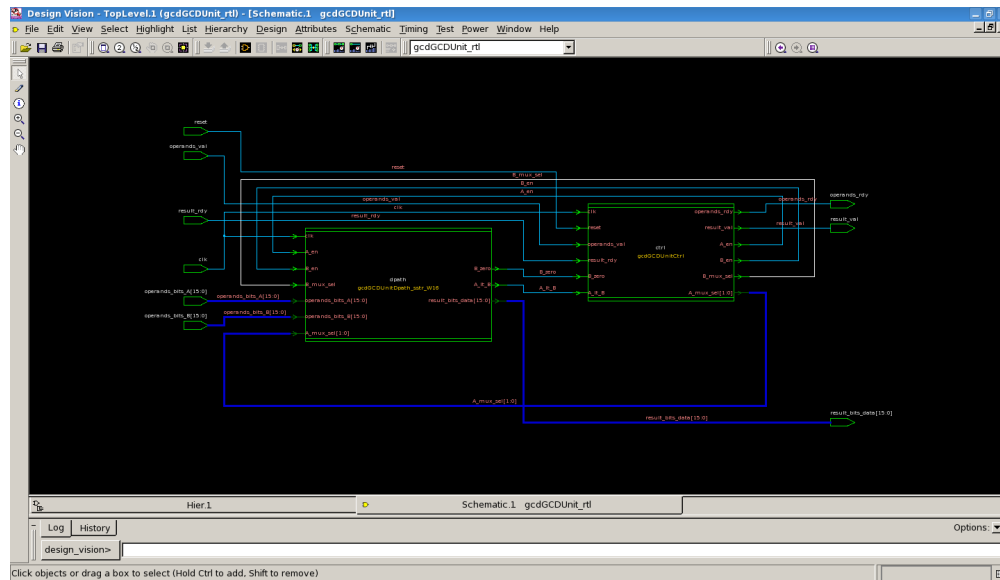 Design Vision - TopLevel.1 (gcdGCDUnit_rtl) - [Schematic.1 gcdGCDUnit_rtl]
File Edit View Select Highlight List Hierarchy Design Attributes Schematic Timing Test Power Window Help
gcdGCDUnit_rtl
reset
operands_val
reset
B_mux_sel
B_en
A_en
operands_val
clk
result_rdy
result_rdy
clk
operands_bits_A[15:0]
operands_bits_A[15:0]
operands_bits_B[15:0]
operands_bits_B[15:0]
clk
A_en
B_en
B_mux_sel
operands_bits_A[15:0]
operands_bits_B[15:0]
A_mux_sel[1:0]
Dpath
B_zero
A_lt_B
result_bits_data[15:0]
B_zero
A_lt_B
clk
reset
operands_val
result_rdy
B_zero
A_lt_B
ctrl
gcdGCDUnitCtrl
operands_rdy
result_val
A_en
B_en
B_mux_sel
A_mux_sel[1:0]
operands_rdy
operands_rdy
result_val
result_val
A_mux_sel[1:0]
result_bits_data[15:0]
result_bits_data[15:0]
Hier.1
Schematic.1 gcdGCDUnit_rtl
Log History
Options:
design_vision>
Click objects or drag a box to select (Hold Ctrl to add, Shift to remove)